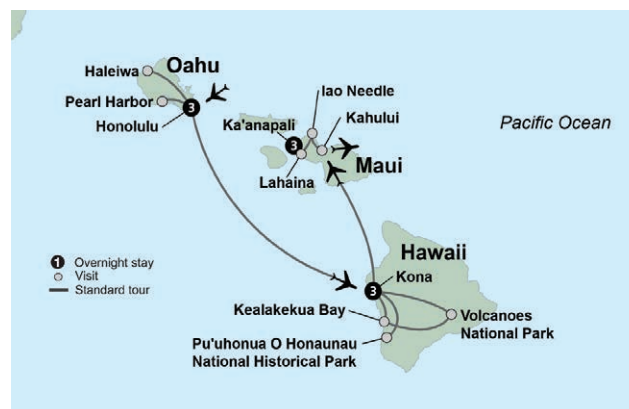 Oahu
Haleiwa
Pearl Harbor
3
Honolulu
Iao Needle
Kahului
Ka'anapali
3
Lahaina
Maui
Pacific Ocean
Hawaii
Kona
3
1 Overnight stay
Visit
Standard tour
Kealakekua Bay
Volcanoes
National Park
Pu'uhonua O Honaunau
National Historical Park